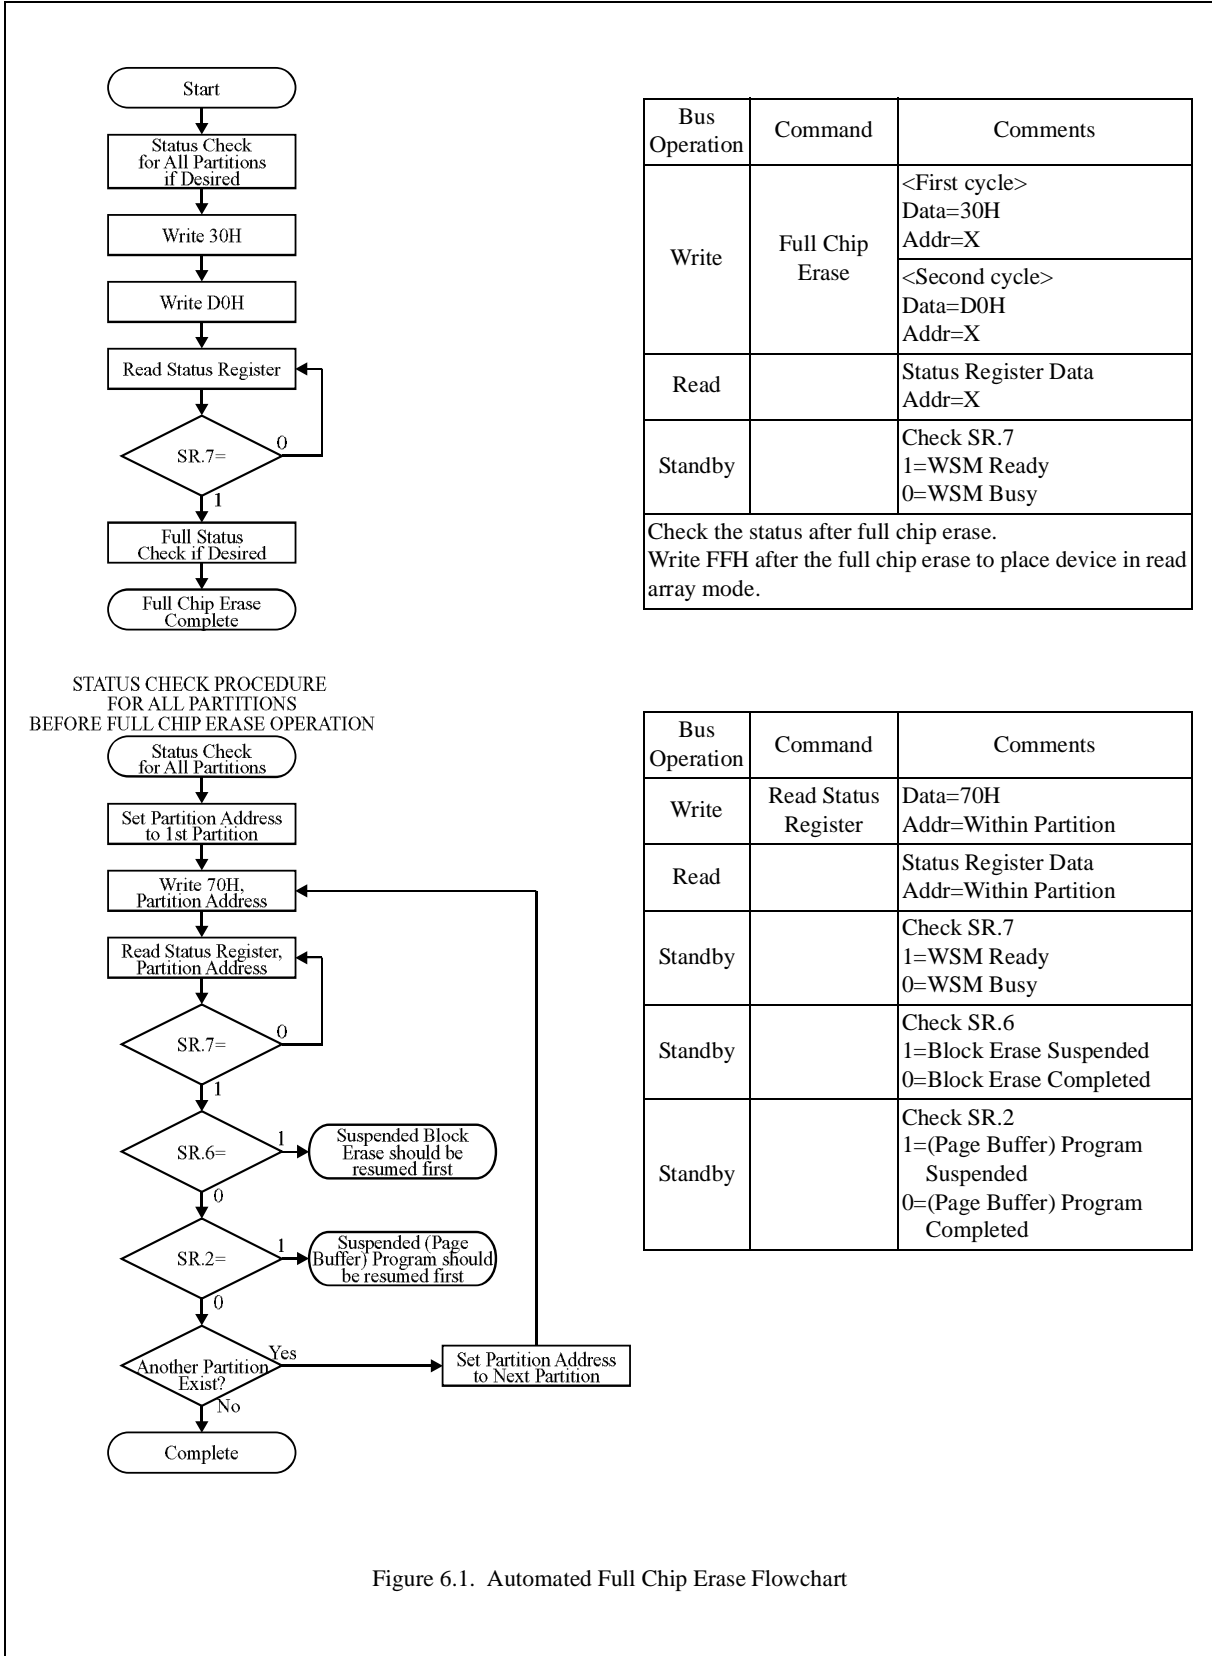 Start
Status Check
for All Partitions
if Desired
Write 30H
Write D0H
Read Status Register
SR.7=
0
1
Full Status
Check if Desired
Full Chip Erase
Complete
Bus
Operation
Command
Comments
Write
Full Chip
Erase
<First cycle>
Data=30H
Addr=X
<Second cycle>
Data=D0H
Addr=X
Read
Status Register Data
Addr=X
Standby
Check SR.7
1=WSM Ready
0=WSM Busy
Check the status after full chip erase.
Write FFH after the full chip erase to place device in read
array mode.
STATUS CHECK PROCEDURE
FOR ALL PARTITIONS
BEFORE FULL CHIP ERASE OPERATION
Status Check
for All Partitions
Set Partition Address
to 1st Partition
Write 70H,
Partition Address
Read Status Register,
Partition Address
SR.7=
0
1
SR.6=
1
Suspended Block
Erase should be
resumed first
0
SR.2=
1
Suspended (Page
Buffer) Program should
be resumed first
0
Another Partition
Exist?
Yes
Set Partition Address
to Next Partition
No
Complete
Bus
Operation
Command
Comments
Write
Read Status
Register
Data=70H
Addr=Within Partition
Read
Status Register Data
Addr=Within Partition
Standby
Check SR.7
1=WSM Ready
0=WSM Busy
Standby
Check SR.6
1=Block Erase Suspended
0=Block Erase Completed
Standby
Check SR.2
1=(Page Buffer) Program
Suspended
0=(Page Buffer) Program
Completed
Figure 6.1. Automated Full Chip Erase Flowchart